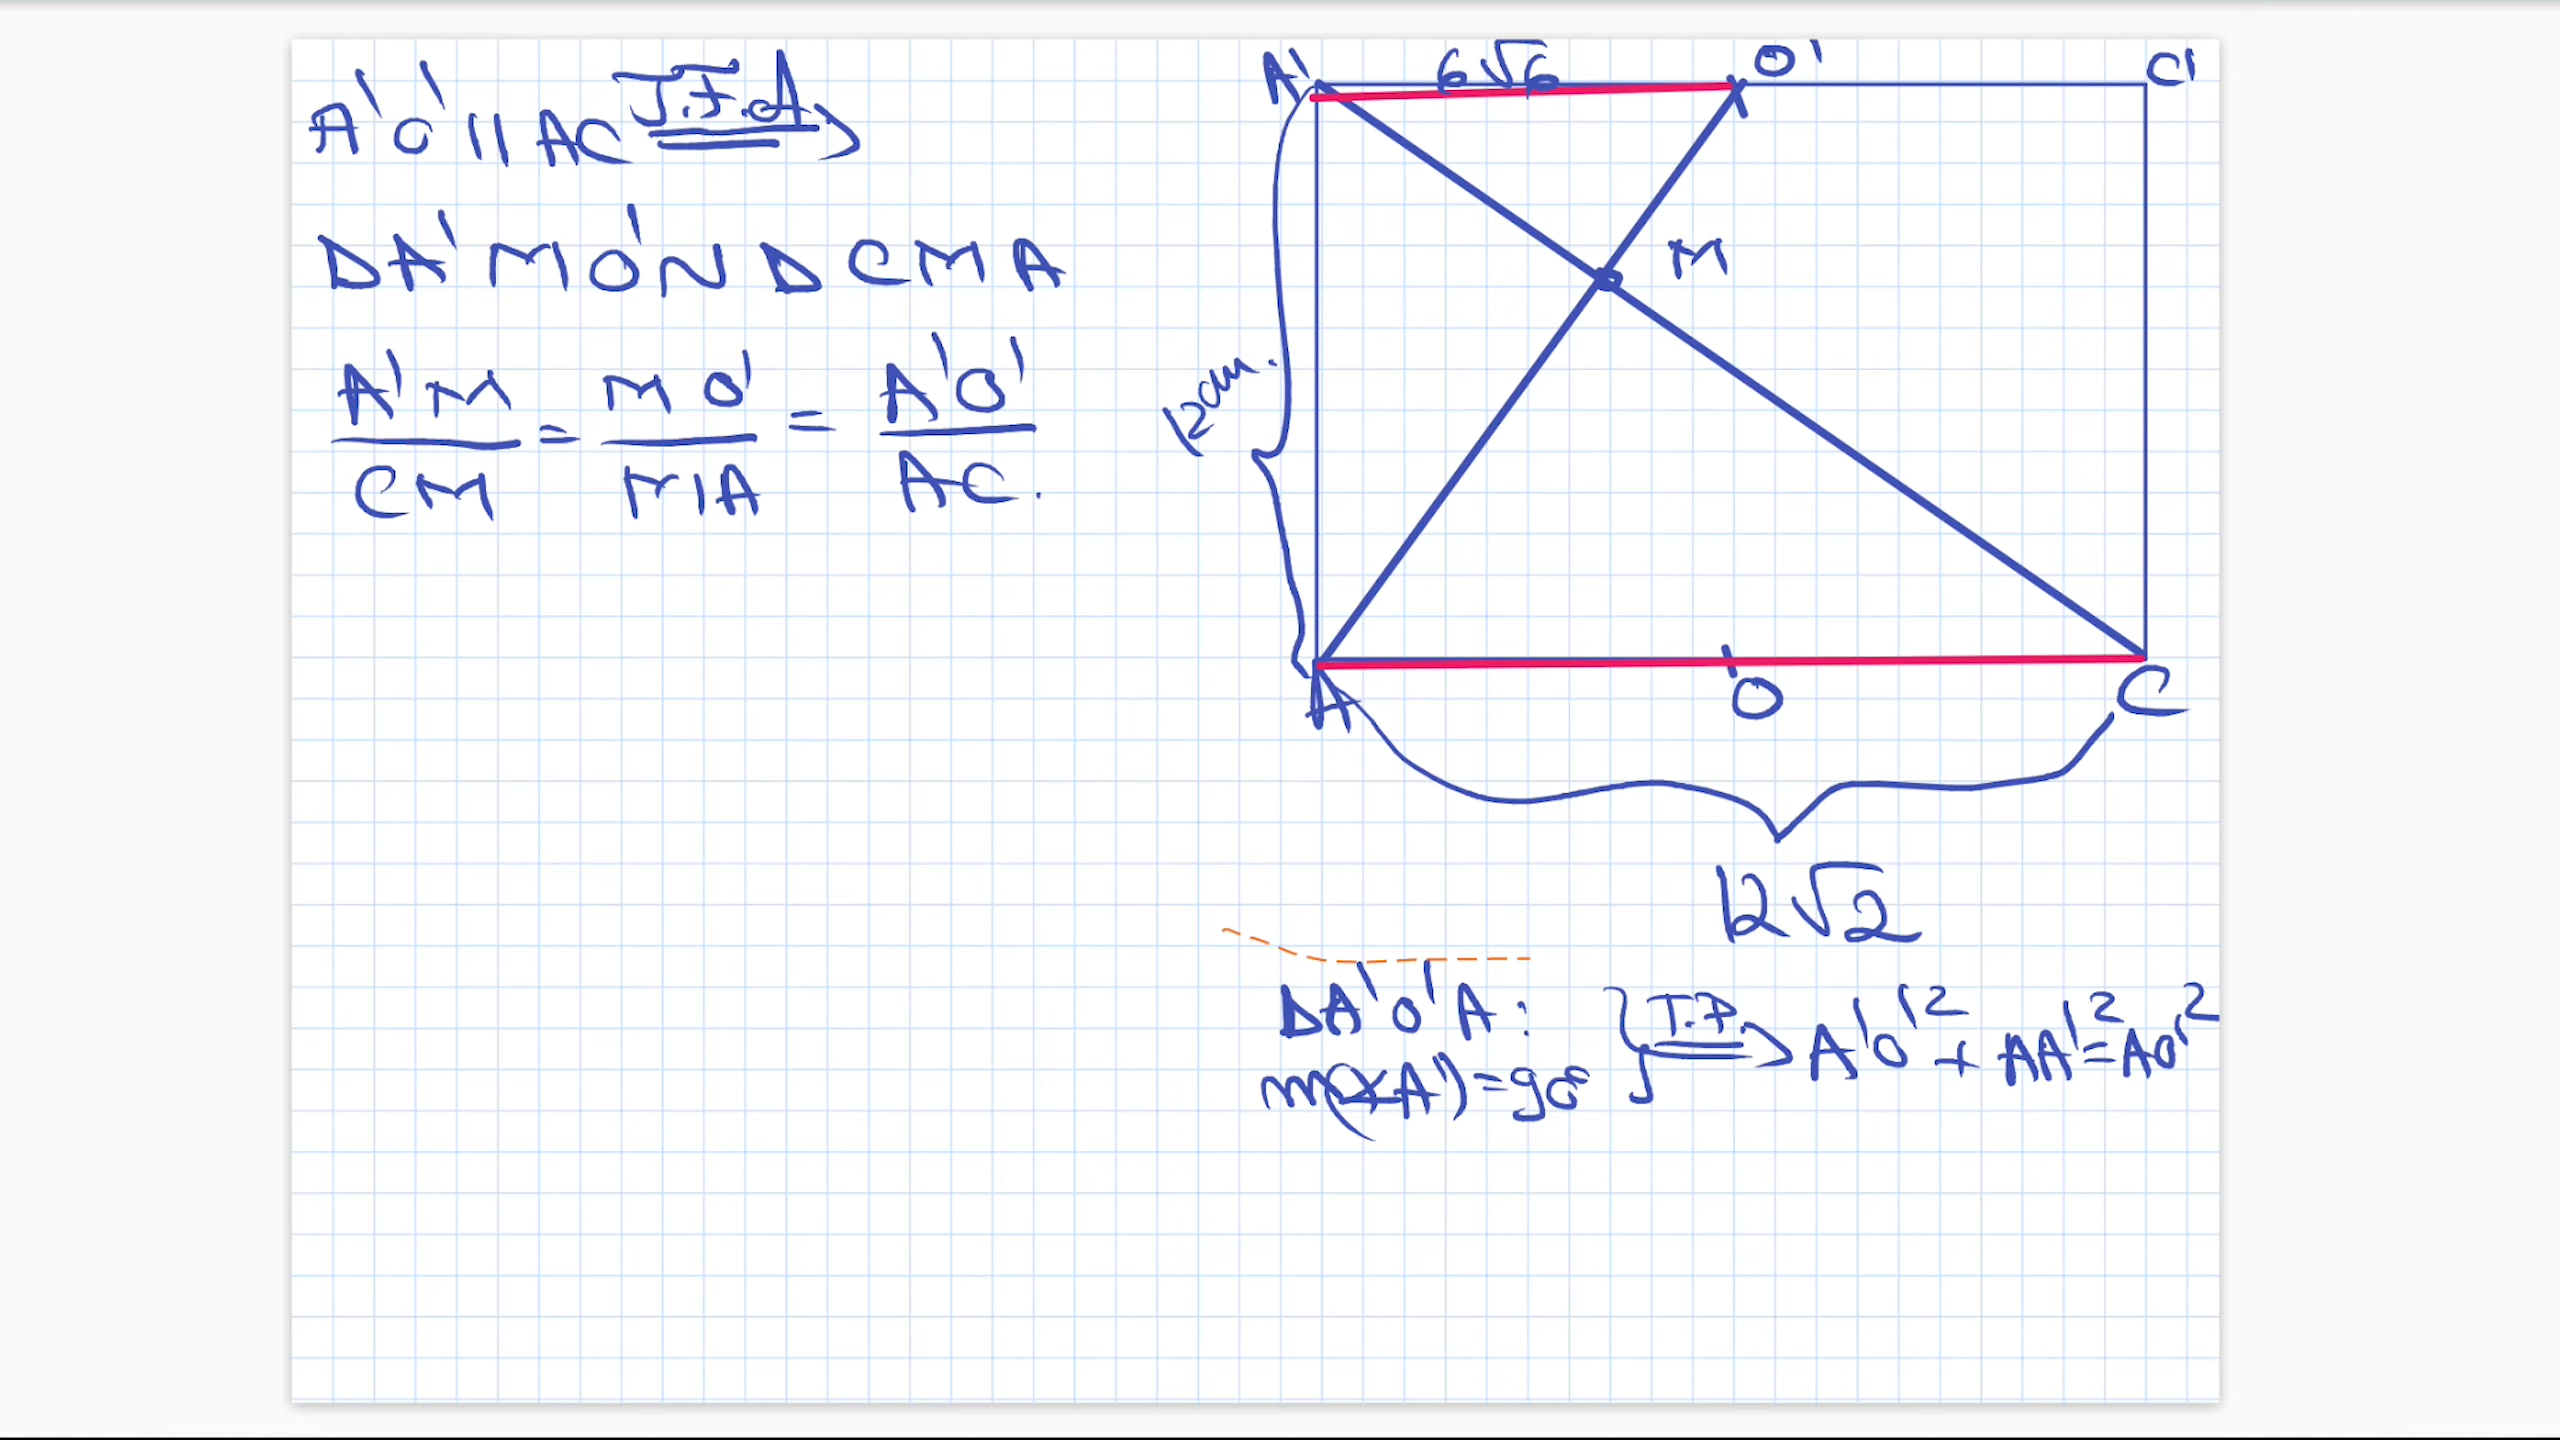 A'O' || AC T.F.A
ΔA'MO' ~ ΔCMA
A'M/CM = MO'/MA = A'O'/AC.
A' 6√6 O' C'
M
12cm.
A O C
12√2
ΔA'O'A:
m(∢A')=90° } T.P. ⇒ A'O'² + AA'² = AO'²